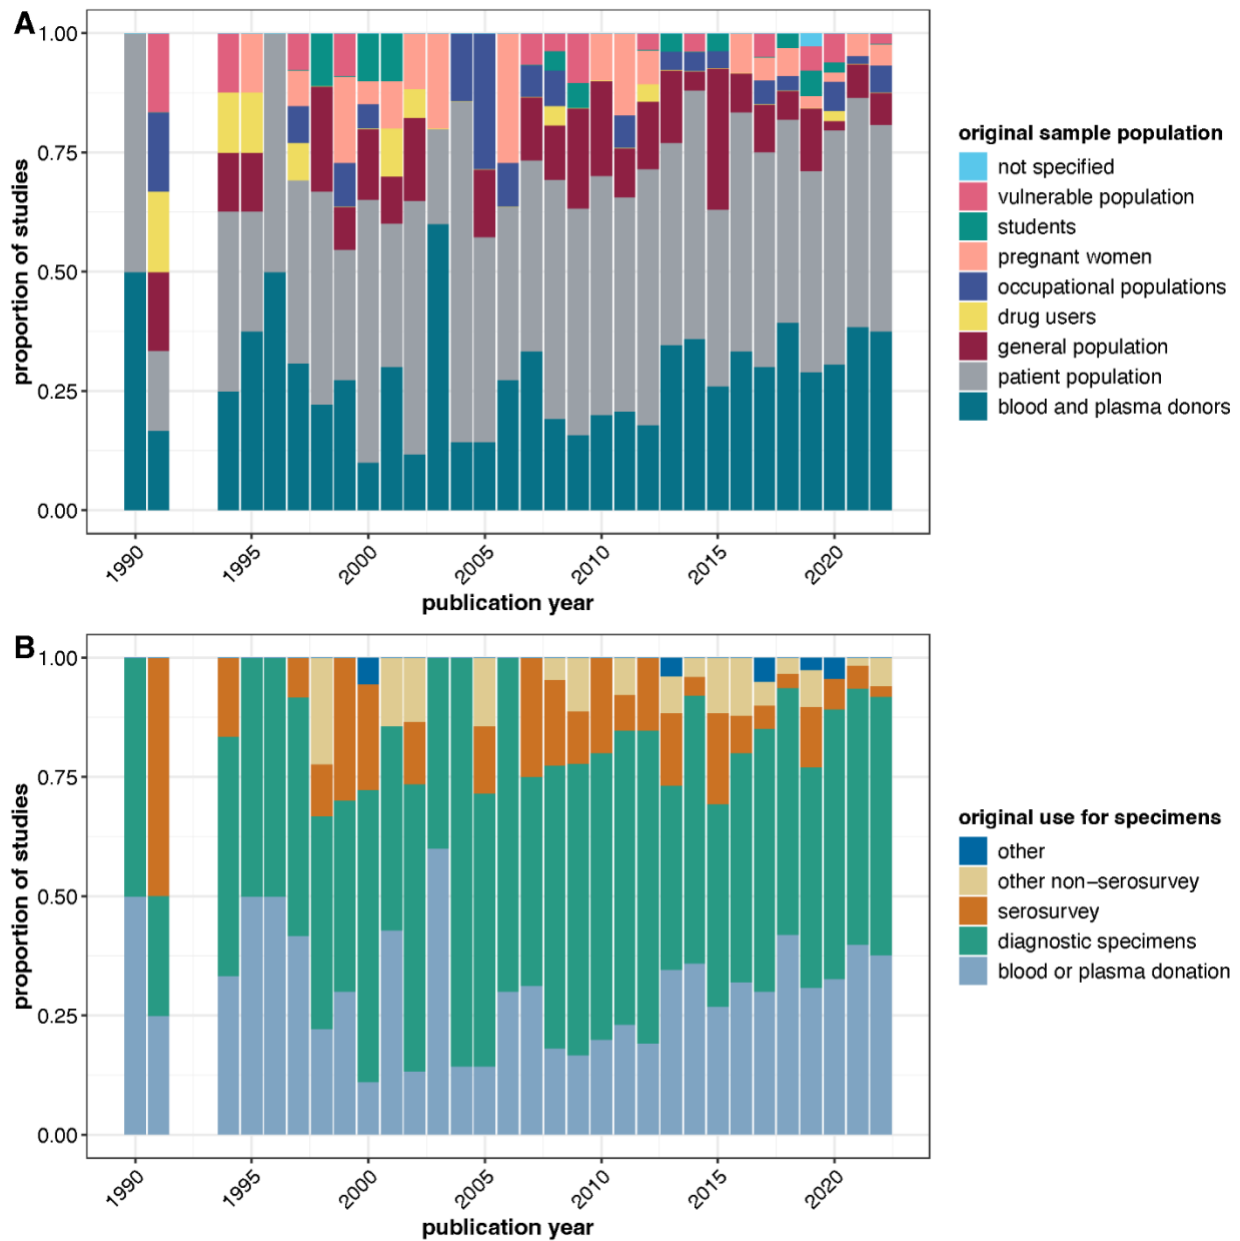 A
1.00
0.75
0.50
0.25
0.00
proportion of studies
1990
1995
2000
2005
2010
2015
2020
publication year
original sample population
not specified
vulnerable population
students
pregnant women
occupational populations
drug users
general population
patient population
blood and plasma donors
B
1.00
0.75
0.50
0.25
0.00
proportion of studies
1990
1995
2000
2005
2010
2015
2020
publication year
original use for specimens
other
other non−serosurvey
serosurvey
diagnostic specimens
blood or plasma donation